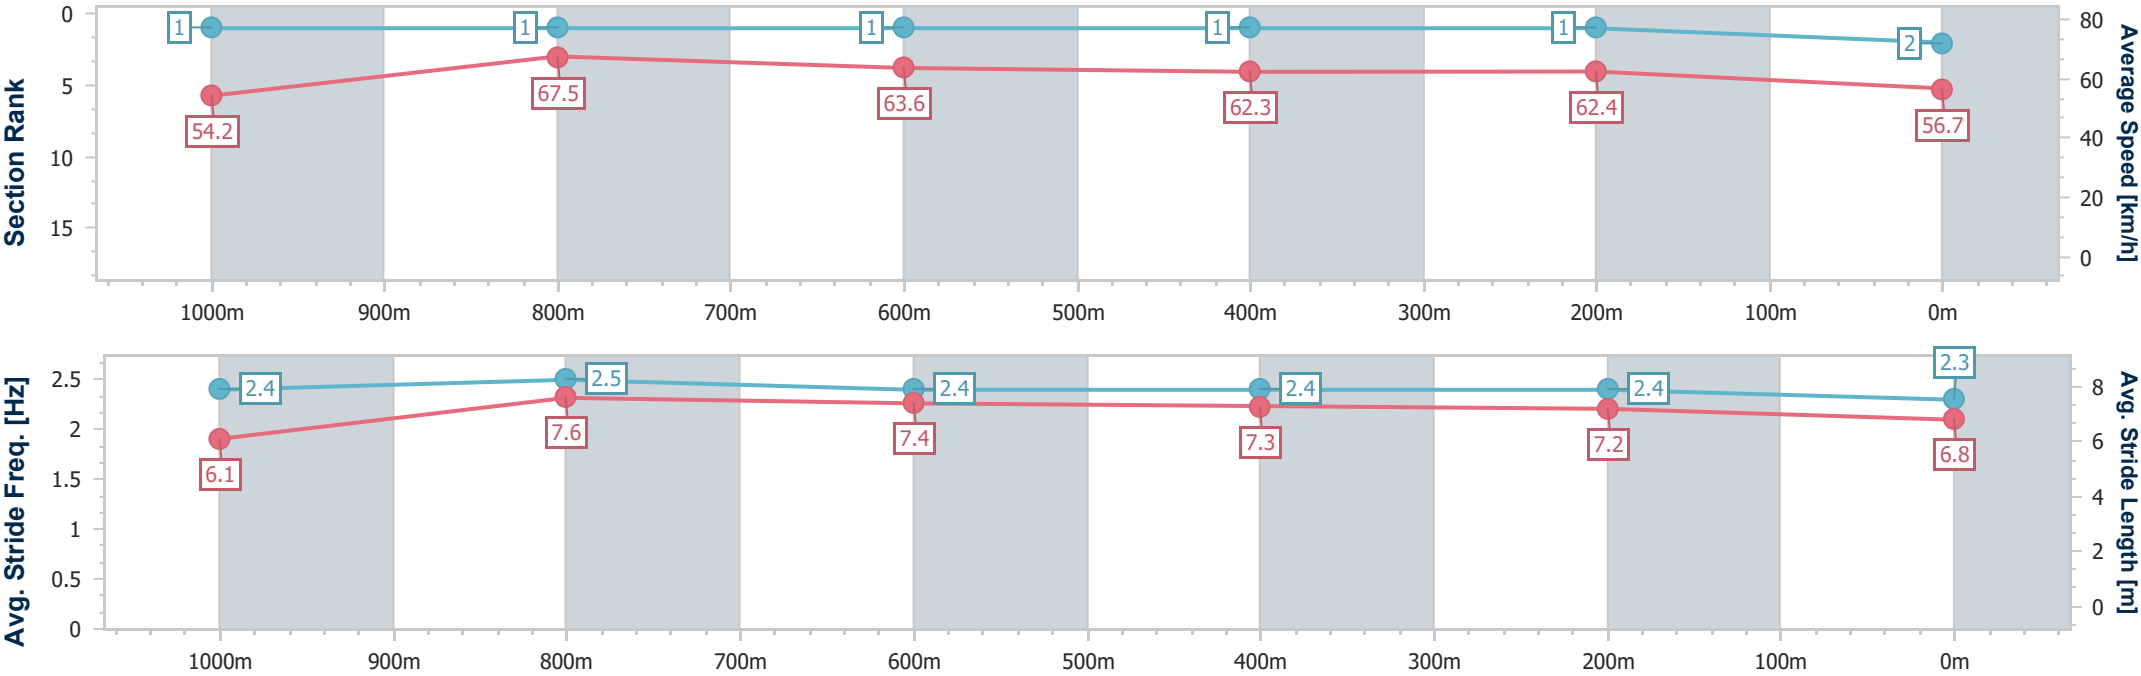 Section Rank
0
5
10
15
1
1
1
1
1
2
54.2
67.5
63.6
62.3
62.4
56.7
80
60
40
20
0
Average Speed [km/h]
1000m
900m
800m
700m
600m
500m
400m
300m
200m
100m
0m
Avg. Stride Freq. [Hz]
2.5
2
1.5
1
0.5
0
2.4
2.5
2.4
2.4
2.4
2.3
6.1
7.6
7.4
7.3
7.2
6.8
8
6
4
2
0
Avg. Stride Length [m]
1000m
900m
800m
700m
600m
500m
400m
300m
200m
100m
0m